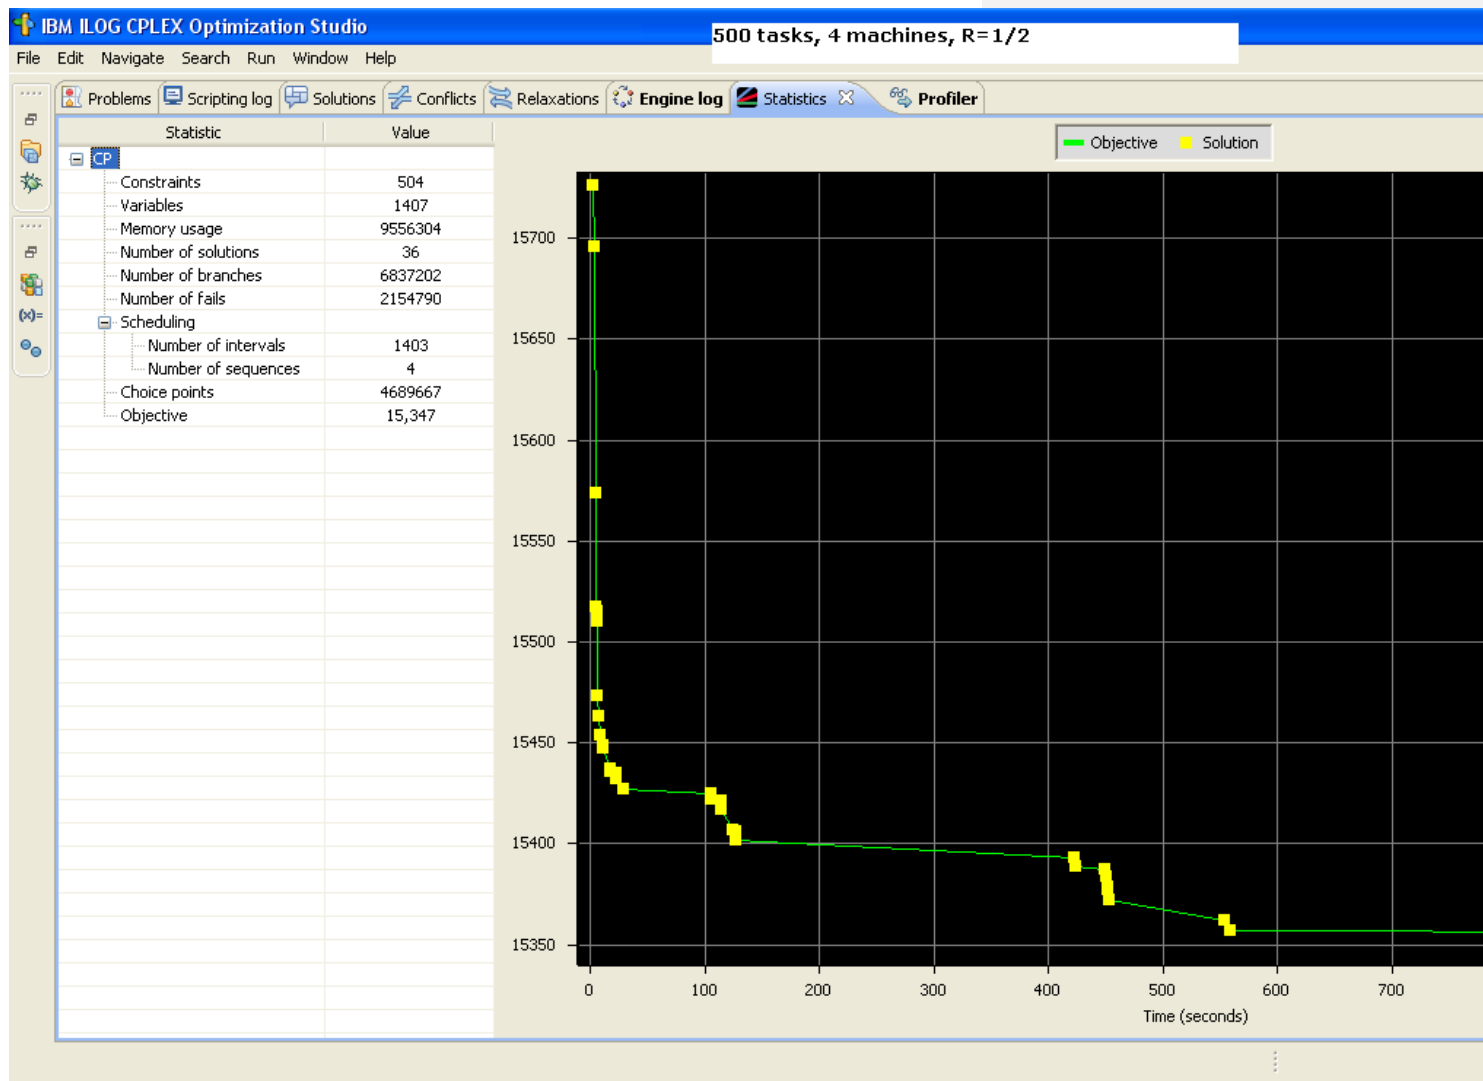 IBM ILOG CPLEX Optimization Studio
500 tasks, 4 machines, R=1/2
File Edit Navigate Search Run Window Help
Problems Scripting log Solutions Conflicts Relaxations Engine log Statistics Profiler
Statistic Value
Objective Solution
CP
Constraints 504
Variables 1407
Memory usage 9556304
Number of solutions 36
Number of branches 6837202
Number of fails 2154790
Scheduling
Number of intervals 1403
Number of sequences 4
Choice points 4689667
Objective 15,347
(x)=
15700
15650
15600
15550
15500
15450
15400
15350
0 100 200 300 400 500 600 700
Time (seconds)